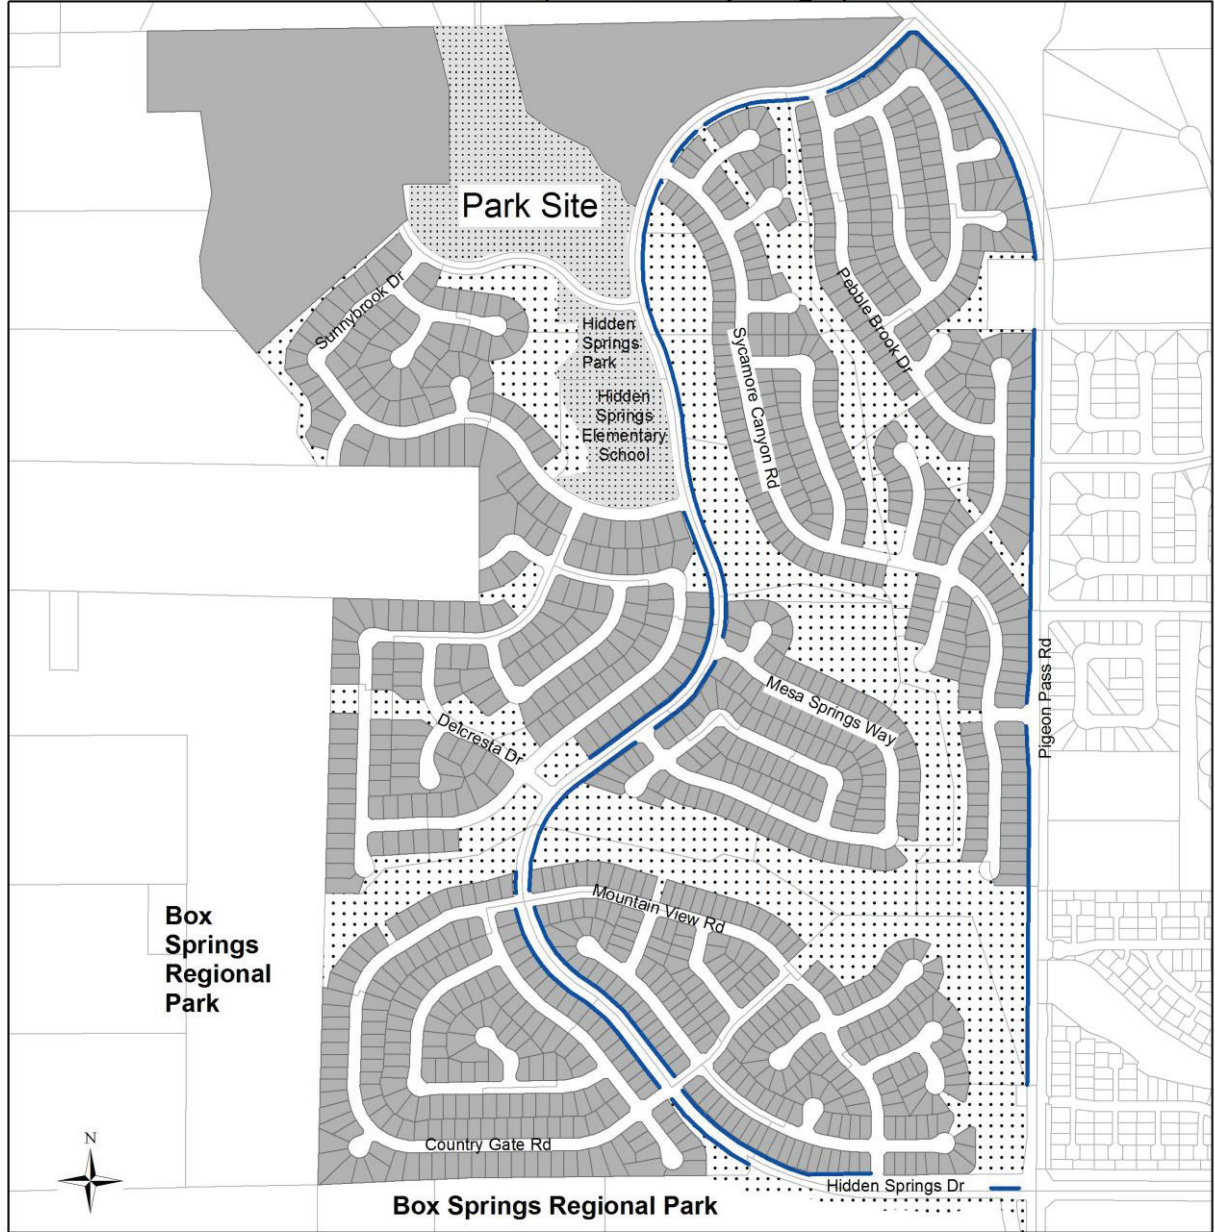 Park Site
Sunnybrook Dr
Hidden
Springs
Park
Hidden
Springs
Elementary
School
Pebble Brook Dr
Sycamore Canyon Rd
Pigeon Pass Rd
Mesa Springs Way
Delcresta Dr
Mountain View Rd
Box
Springs
Regional
Park
N
Country Gate Rd
Hidden Springs Dr
Box Springs Regional Park